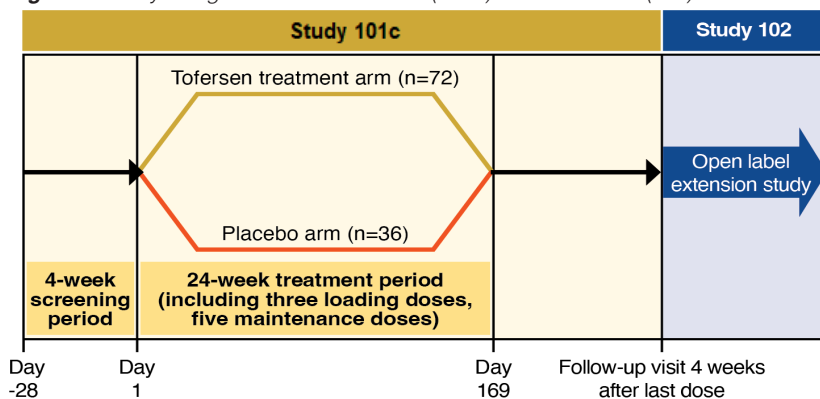 Study 101c
Study 102
Tofersen treatment arm (n=72)
Open label
extension study
Placebo arm (n=36)
4-week
screening
period
24-week treatment period
(including three loading doses,
five maintenance doses)
Day
-28
Day
1
Day
169
Follow-up visit 4 weeks
after last dose